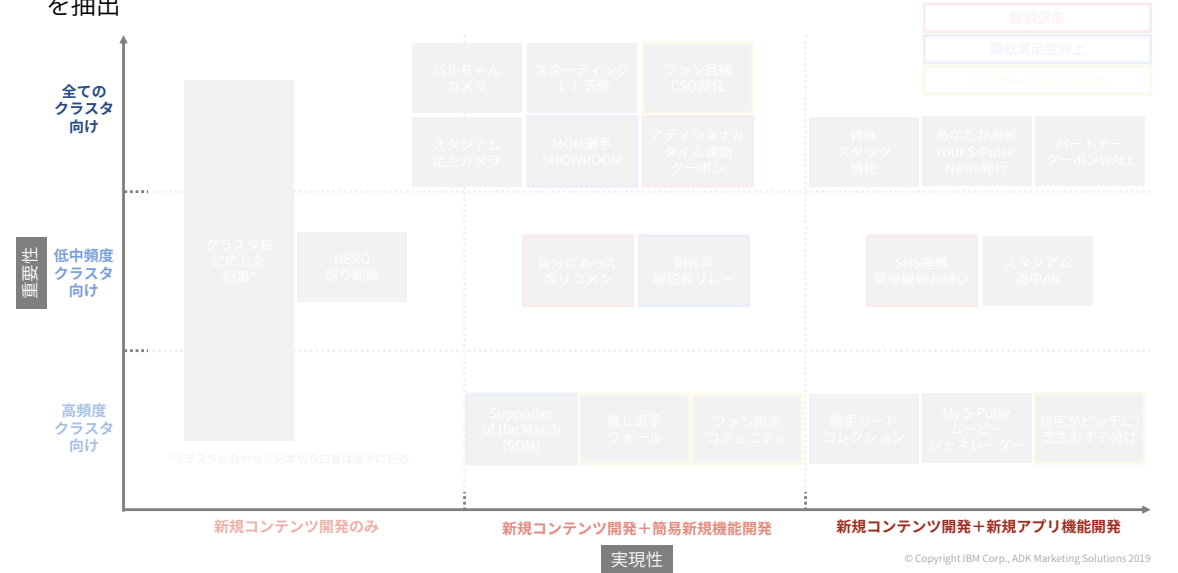 を抽出
観戦促進
観戦満足度向上
エンゲージメント向上
全ての
クラスタ
向け
パルちゃん
カメラ
スターティング
１１予想
ファン目線
CSO就任
スタジアム
定点カメラ
MOM選手
SHOWROOM
アディショナル
タイム連動
クーポン
特殊
スタッツ
情報
あなたが表紙
Your S-Pulse
News発行
パートナー
クーポンWALL
重要性
低中頻度
クラスタ
向け
クラスタ毎
に応じた
記事*
HERO
煽り動画
自分にあった
席リコメン
副音声
解説者リレー
SNS連携
簡単観戦お誘い
スタジアム
道中AR
高頻度
クラスタ
向け
Supporter
of the Match
(SOM)
推し選手
ウォール
ファン限定
コミュニティ
選手カード
コレクション
My S-Pulse
ムービー
ジェネレーター
自宅がピッチに!
芝生おすそ分け
*クラスタに合わせた記事切り口案は後半に記述
新規コンテンツ開発のみ
新規コンテンツ開発＋簡易新規機能開発
新規コンテンツ開発＋新規アプリ機能開発
実現性
© Copyright IBM Corp., ADK Marketing Solutions 2019